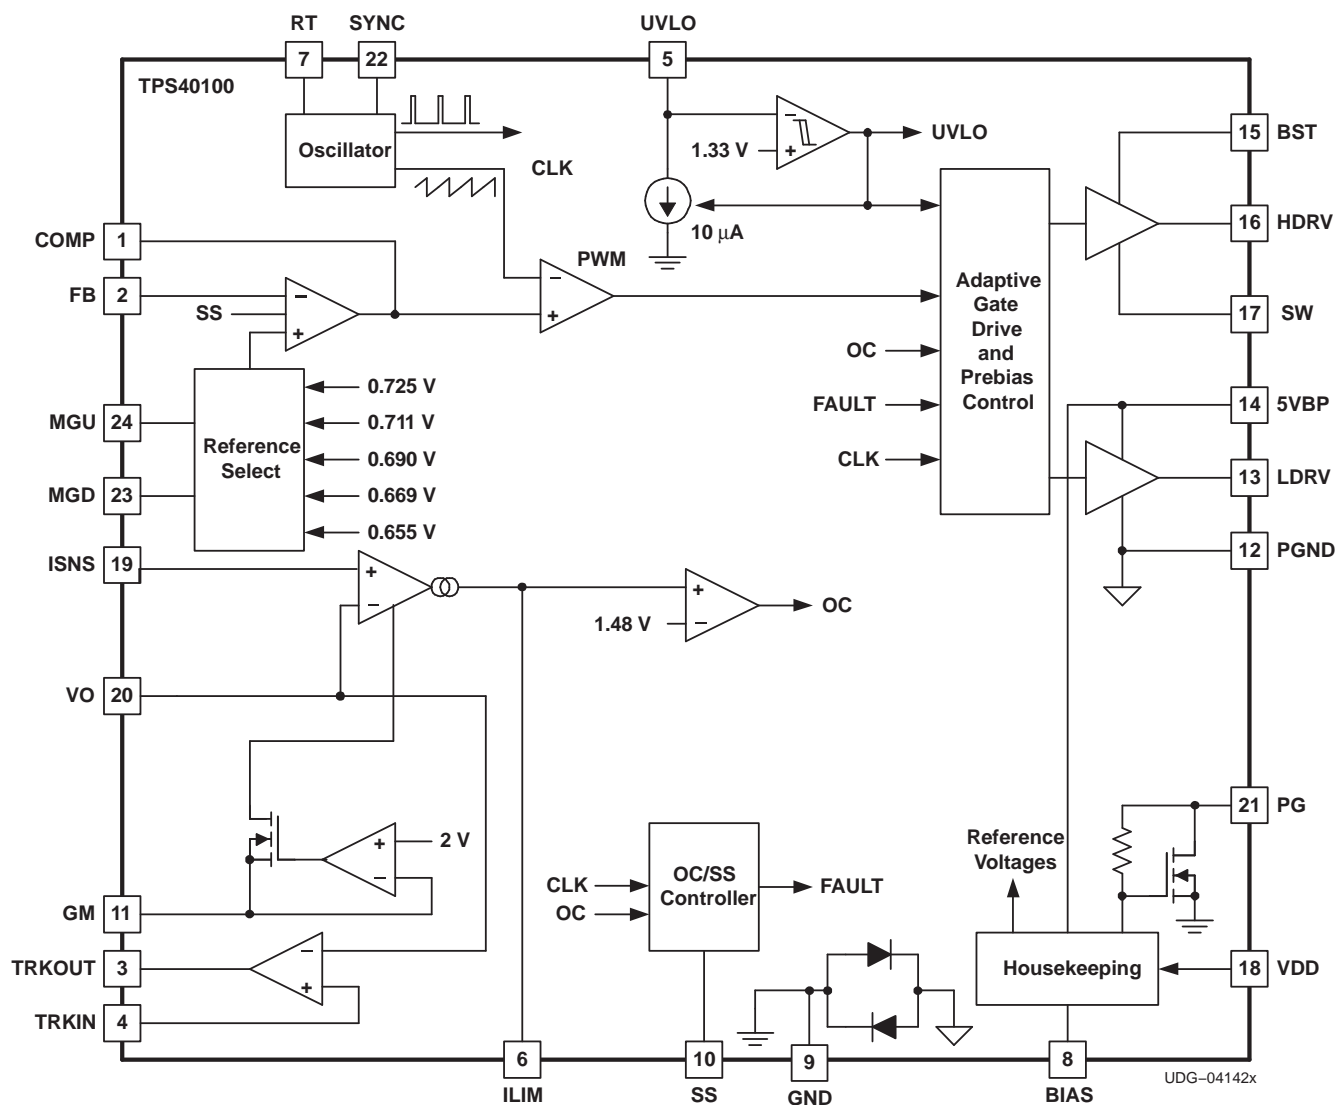 RT SYNC UVLO
7 22 5
TPS40100
Oscillator
CLK
1.33 V
UVLO
10 μA
15 BST
COMP 1
16 HDRV
PWM
FB 2
SS
17 SW
Adaptive
Gate
Drive
and
Prebias
Control
OC
FAULT
CLK
0.725 V
0.711 V
0.690 V
0.669 V
0.655 V
MGU 24
Reference
Select
MGD 23
14 5VBP
13 LDRV
12 PGND
ISNS 19
1.48 V
OC
VO 20
2 V
GM 11
TRKOUT 3
TRKIN 4
CLK
OC
OC/SS
Controller
FAULT
Reference
Voltages
21 PG
Housekeeping
18 VDD
6 10 9 8
ILIM SS GND BIAS
UDG–04142x